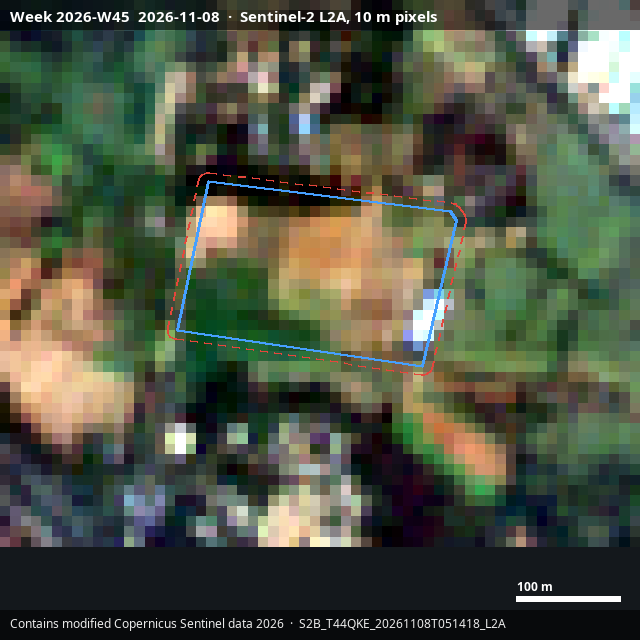 Week 2026-W45  2026-11-08  ·  Sentinel-2 L2A, 10 m pixels
100 m
Contains modified Copernicus Sentinel data 2026  ·  S2B_T44QKE_20261108T051418_L2A